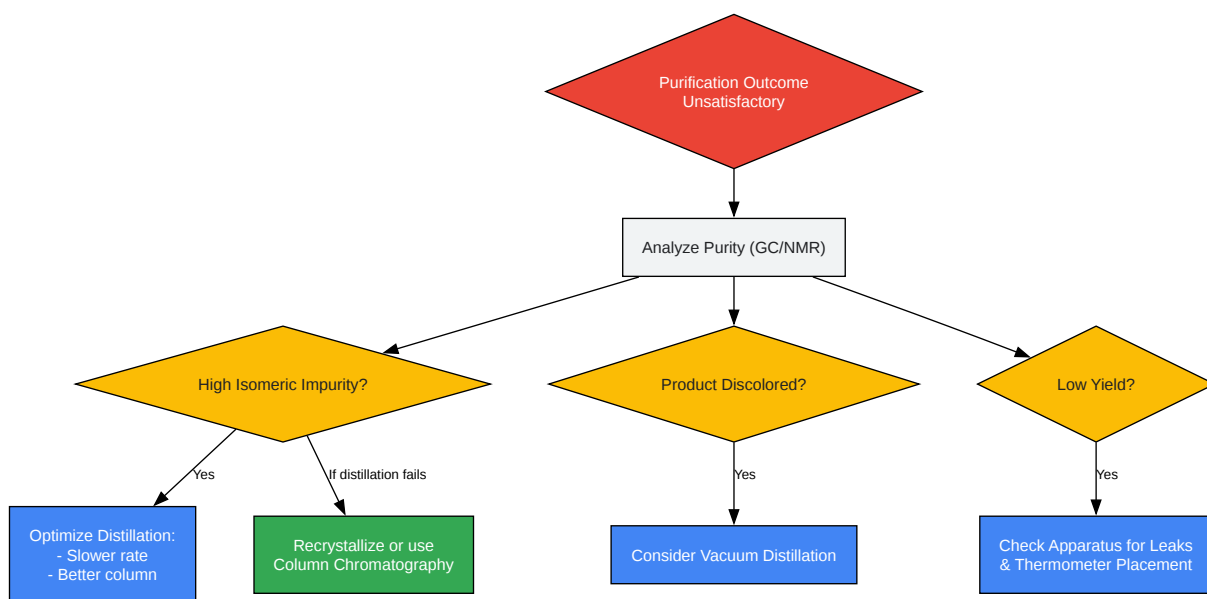 Purification Outcome
Unsatisfactory
Analyze Purity (GC/NMR)
High Isomeric Impurity?
Product Discolored?
Low Yield?
Yes
If distillation fails
Yes
Yes
Optimize Distillation:
- Slower rate
- Better column
Recrystallize or use
Column Chromatography
Consider Vacuum Distillation
Check Apparatus for Leaks
& Thermometer Placement